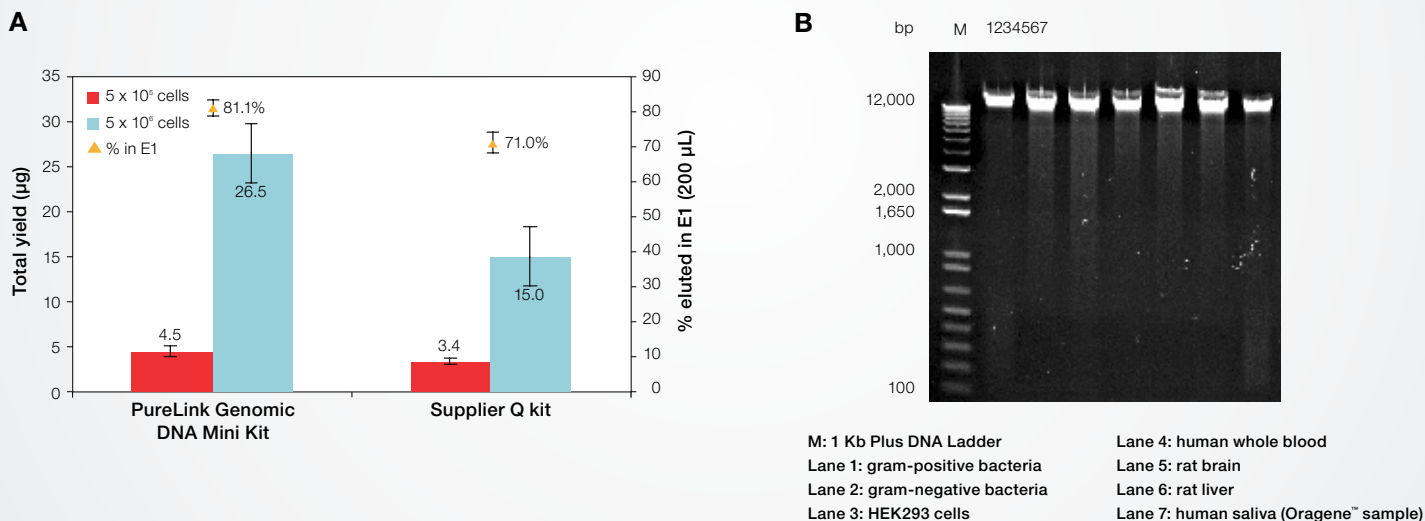 A
35
30
25
20
15
10
5
0
Total yield (µg)
5 x 10⁵ cells
5 x 10⁶ cells
% in E1
81.1%
71.0%
4.5
26.5
3.4
15.0
90
80
70
60
50
40
30
20
10
0
% eluted in E1 (200 µL)
PureLink Genomic
DNA Mini Kit
Supplier Q kit
B
bp M 1234567
12,000
2,000
1,650
1,000
100
M: 1 Kb Plus DNA Ladder
Lane 1: gram-positive bacteria
Lane 2: gram-negative bacteria
Lane 3: HEK293 cells
Lane 4: human whole blood
Lane 5: rat brain
Lane 6: rat liver
Lane 7: human saliva (Oragene™ sample)